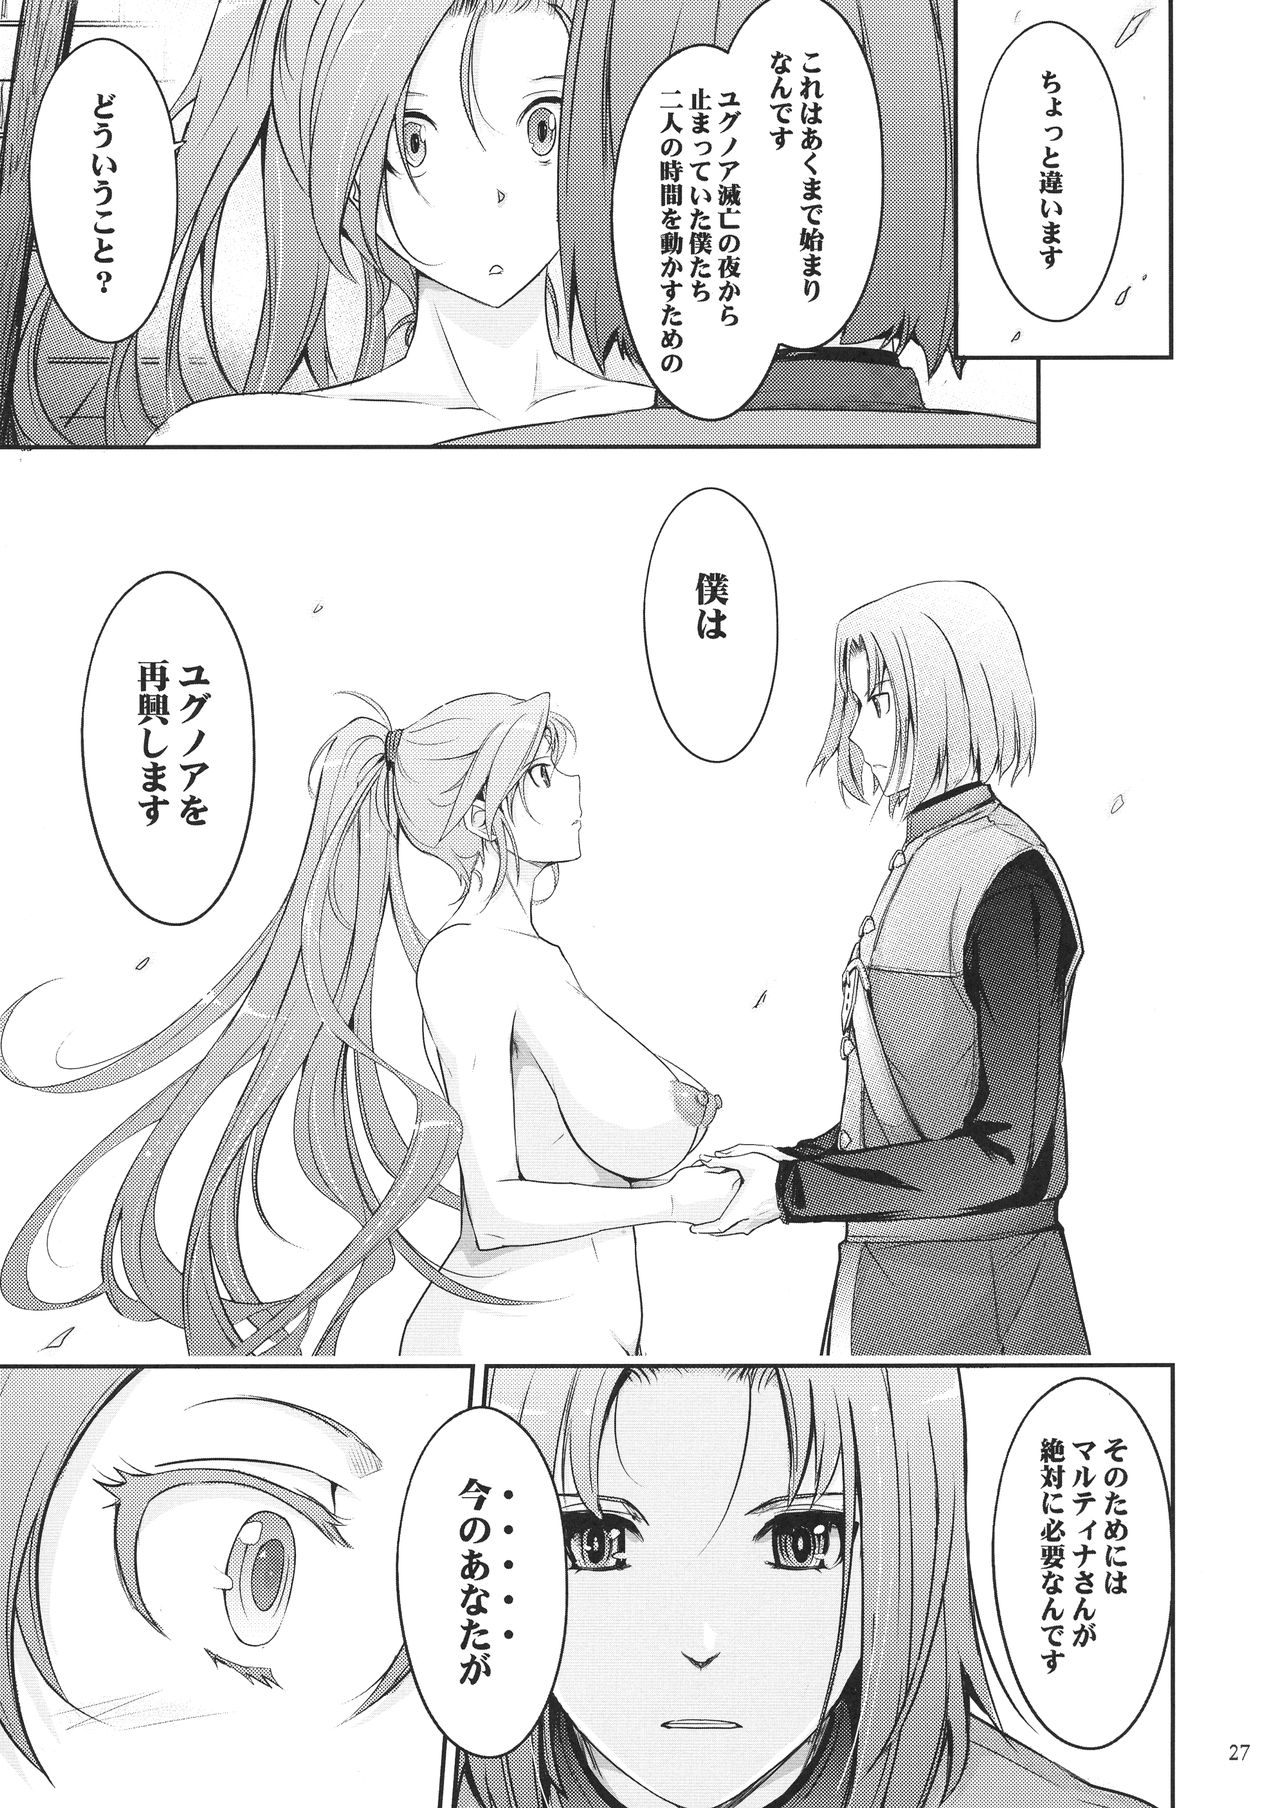 ちょっと違います
これはあくまで始まり
なんです
ユグノア滅亡の夜から
止まっていた僕たち
二人の時間を動かすための
どういうこと？
僕は
ユグノアを
再興します
そのためには
マルティナさんが
絶対に必要なんです
・・・・・
今のあなたが
27